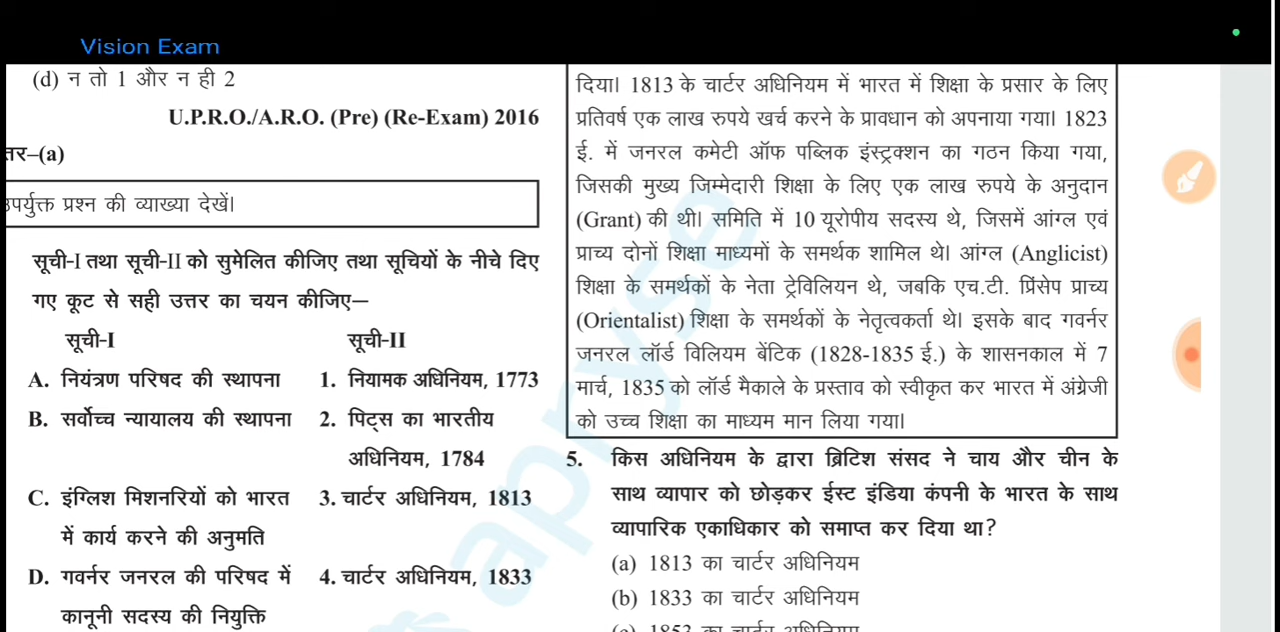 Vision Exam
(d) न तो 1 और न ही 2
U.P.R.O./A.R.O. (Pre) (Re-Exam) 2016
तर–(a)
उपर्युक्त प्रश्न की व्याख्या देखें।
सूची-I तथा सूची-II को सुमेलित कीजिए तथा सूचियों के नीचे दिए
गए कूट से सही उत्तर का चयन कीजिए—
सूची-I सूची-II
A. नियंत्रण परिषद की स्थापना 1. नियामक अधिनियम, 1773
B. सर्वोच्च न्यायालय की स्थापना 2. पिट्स का भारतीय
अधिनियम, 1784
C. इंग्लिश मिशनरियों को भारत 3. चार्टर अधिनियम, 1813
में कार्य करने की अनुमति
D. गवर्नर जनरल की परिषद में 4. चार्टर अधिनियम, 1833
कानूनी सदस्य की नियुक्ति
दिया। 1813 के चार्टर अधिनियम में भारत में शिक्षा के प्रसार के लिए
प्रतिवर्ष एक लाख रुपये खर्च करने के प्रावधान को अपनाया गया। 1823
ई. में जनरल कमेटी ऑफ पब्लिक इंस्ट्रक्शन का गठन किया गया,
जिसकी मुख्य जिम्मेदारी शिक्षा के लिए एक लाख रुपये के अनुदान
(Grant) की थी। समिति में 10 यूरोपीय सदस्य थे, जिसमें आंग्ल एवं
प्राच्य दोनों शिक्षा माध्यमों के समर्थक शामिल थे। आंग्ल (Anglicist)
शिक्षा के समर्थकों के नेता ट्रेविलियन थे, जबकि एच.टी. प्रिंसेप प्राच्य
(Orientalist) शिक्षा के समर्थकों के नेतृत्वकर्ता थे। इसके बाद गवर्नर
जनरल लॉर्ड विलियम बेंटिक (1828-1835 ई.) के शासनकाल में 7
मार्च, 1835 को लॉर्ड मैकाले के प्रस्ताव को स्वीकृत कर भारत में अंग्रेजी
को उच्च शिक्षा का माध्यम मान लिया गया।
5. किस अधिनियम के द्वारा ब्रिटिश संसद ने चाय और चीन के
साथ व्यापार को छोड़कर ईस्ट इंडिया कंपनी के भारत के साथ
व्यापारिक एकाधिकार को समाप्त कर दिया था?
(a) 1813 का चार्टर अधिनियम
(b) 1833 का चार्टर अधिनियम
(c) 1853 का चार्टर अधिनियम
apryse